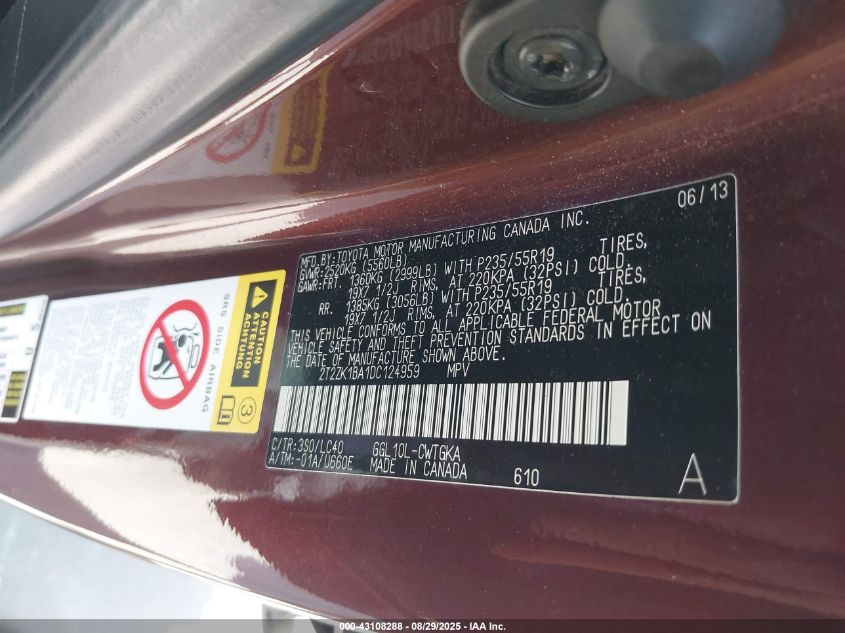 06/13
MFD.BY:TOYOTA MOTOR MANUFACTURING CANADA INC.
GVWR:2520KG (5560LB)
GAWR:FRT. 1360KG (2999LB) WITH P235/55R19 TIRES,
19X7 1/2J RIMS, AT 220KPA (32PSI) COLD.
RR. 1385KG (3056LB) WITH P235/55R19 TIRES,
19X7 1/2J RIMS, AT 220KPA (32PSI) COLD.
THIS VEHICLE CONFORMS TO ALL APPLICABLE FEDERAL MOTOR
VEHICLE SAFETY AND THEFT PREVENTION STANDARDS IN EFFECT ON
THE DATE OF MANUFACTURE SHOWN ABOVE.
2T2ZK1BA1DC124959 MPV
C/TR:3S0/LC40 GGL10L-CWTGKA
A/TM:-01A/U660E MADE IN CANADA 610 A
CAUTION
ATTENTION
ACHTUNG
SRS SIDE AIRBAG
3
000-43108288 - 08/29/2025 - IAA Inc.